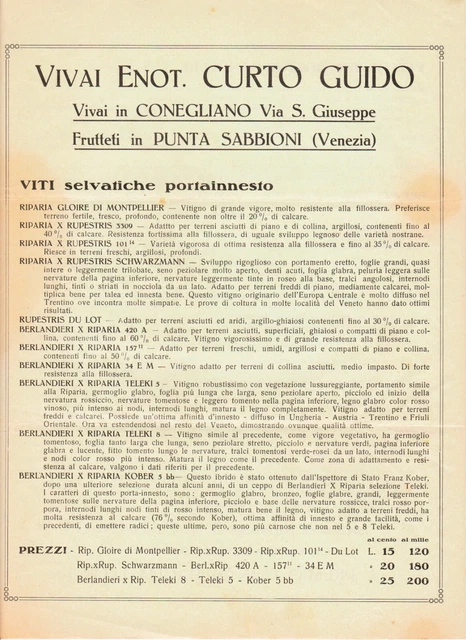 VIVAI ENOT. CURTO GUIDO
Vivai in CONEGLIANO Via S. Giuseppe
Frutteti in PUNTA SABBIONI (Venezia)
VITI selvatiche portainnesto
RIPARIA GLOIRE DI MONTPELLIER — Vitigno di grande vigore, molto resistente alla fillossera. Preferisce
terreno fertile, fresco, profondo, contenente non oltre il 20 % di calcare.
RIPARIA X RUPESTRIS 3309 — Adatto per terreni asciutti di piano e di collina, argillosi, contenenti fino al
40 % di calcare. Resistenza fortissima alla fillossera, di uguale sviluppo legnoso delle varietà nostrane.
RIPARIA X RUPESTRIS 101 14 — Varietà vigorosa di ottima resistenza alla fillossera e fino al 35 % di calcare.
Riesce in terreni freschi, argillosi, profondi.
RIPARIA X RUPESTRIS SCHWARZMANN — Sviluppo rigoglioso con portamento eretto, foglie grandi, quasi
intere o leggermente trilobate, seno peziolare molto aperto, denti acuti, foglia glabra, peluria leggera sulle
nervature della pagina inferiore, nervature leggermente tinte in roseo alla base, tralci angulosi, internodi
lunghi, tinti o striati in nocciola da un lato. Adatto per terreni freddi di piano, mediamente calcarei, mol-
tiplica bene per talea ed innesta bene. Questo vitigno originario dell'Europa Centrale è molto diffuso nel
Trentino ove incontra molte simpatie. Le prove di coltura in molte località del Veneto hanno dato ottimi
risultati.
RUPESTRIS DU LOT — Adatto per terreni asciutti ed aridi, argillo-ghiaiosi contenenti fino al 30 % di calcare.
BERLANDIERI X RIPARIA 420 A — Adatto per terreni asciutti, superficiali, ghiaiosi o compatti di piano e col-
lina, contenenti fino al 60 % di calcare. Vitigno vigorosissimo e di grande resistenza alla fillossera.
BERLANDIERI X RIPARIA 157 11 — Adatto per terreni freschi, umidi, argillosi e compatti di piano e collina,
contenenti fino al 50 % di calcare.
BERLANDIERI X RIPARIA 34 E M — Vitigno adatto per terreni di collina asciutti, medio impasto. Di forte
resistenza alla fillossera.
BERLANDIERI X RIPARIA TELEKI 5 — Vitigno robustissimo con vegetazione lussureggiante, portamento simile
alla Riparia, germoglio glabro, foglia più lunga che larga, seno peziolare aperto, picciolo ed inizio della
nervatura rossiccio, nervature tomentose e leggero tomento nella pagina inferiore, legno glabro color rosso
vinoso, più intenso ai nodi, internodi lunghi, matura il legno completamente. Vitigno adatto per terreni
freddi e calcarei. Possiede un'ottima affinità d'innesto - diffuso in Ungheria - Austria - Trentino e Friuli
Orientale. Ora va estendendosi nel resto del Veneto, dimostrando ovunque qualità ottime.
BERLANDIERI X RIPARIA TELEKI 8 — Vitigno simile al precedente, come vigore vegetativo, ha germoglio
tomentoso, foglia tanto larga che lunga, seno peziolare stretto, picciolo e nervature verdi, pagina inferiore
glabra e lucente, fitto tomento lungo le nervature, tralci tomentosi verde-rosei da un lato, internodi lunghi
e nodi color rosso più intenso. Matura il legno come il precedente. Come zona di adattamento e resi-
stenza al calcare, valgono i dati riferiti per il precedente.
BERLANDIERI X RIPARIA KOBER 5 bb — Questo ibrido è stato ottenuto dall'Ispettore di Stato Franz Kober,
dopo una ulteriore selezione durata alcuni anni, di un ceppo di Berlandieri X Riparia selezione Teleki.
I caratteri di questo porta-innesto, sono: germoglio glabro, bronzeo, foglie glabre, grandi, leggermente
tomentose sulle nervature della pagina inferiore, picciolo e base delle nervature rossicce, tralci rosso por-
pora, internodi lunghi nodi tinti di rosso intenso, matura bene il legno, vitigno adatto a terreni freddi, ha
molta resistenza al calcare (76 % secondo Kober), ottima affinità di innesto e grande facilità, come i
precedenti, di emettere radici; queste ultime, pero, sono più carnose che non nel 5 e 8 Teleki.
al cento al mille
PREZZI - Rip. Gloire di Montpellier - Rip.xRup. 3309 - Rip.xRup. 101 14 - Du Lot L. 15 120
Rip.xRup. Schwarzmann - Berl.xRip 420 A - 157 11 - 34 E M » 20 180
Berlandieri x Rip. Teleki 8 - Teleki 5 - Kober 5 bb » 25 200